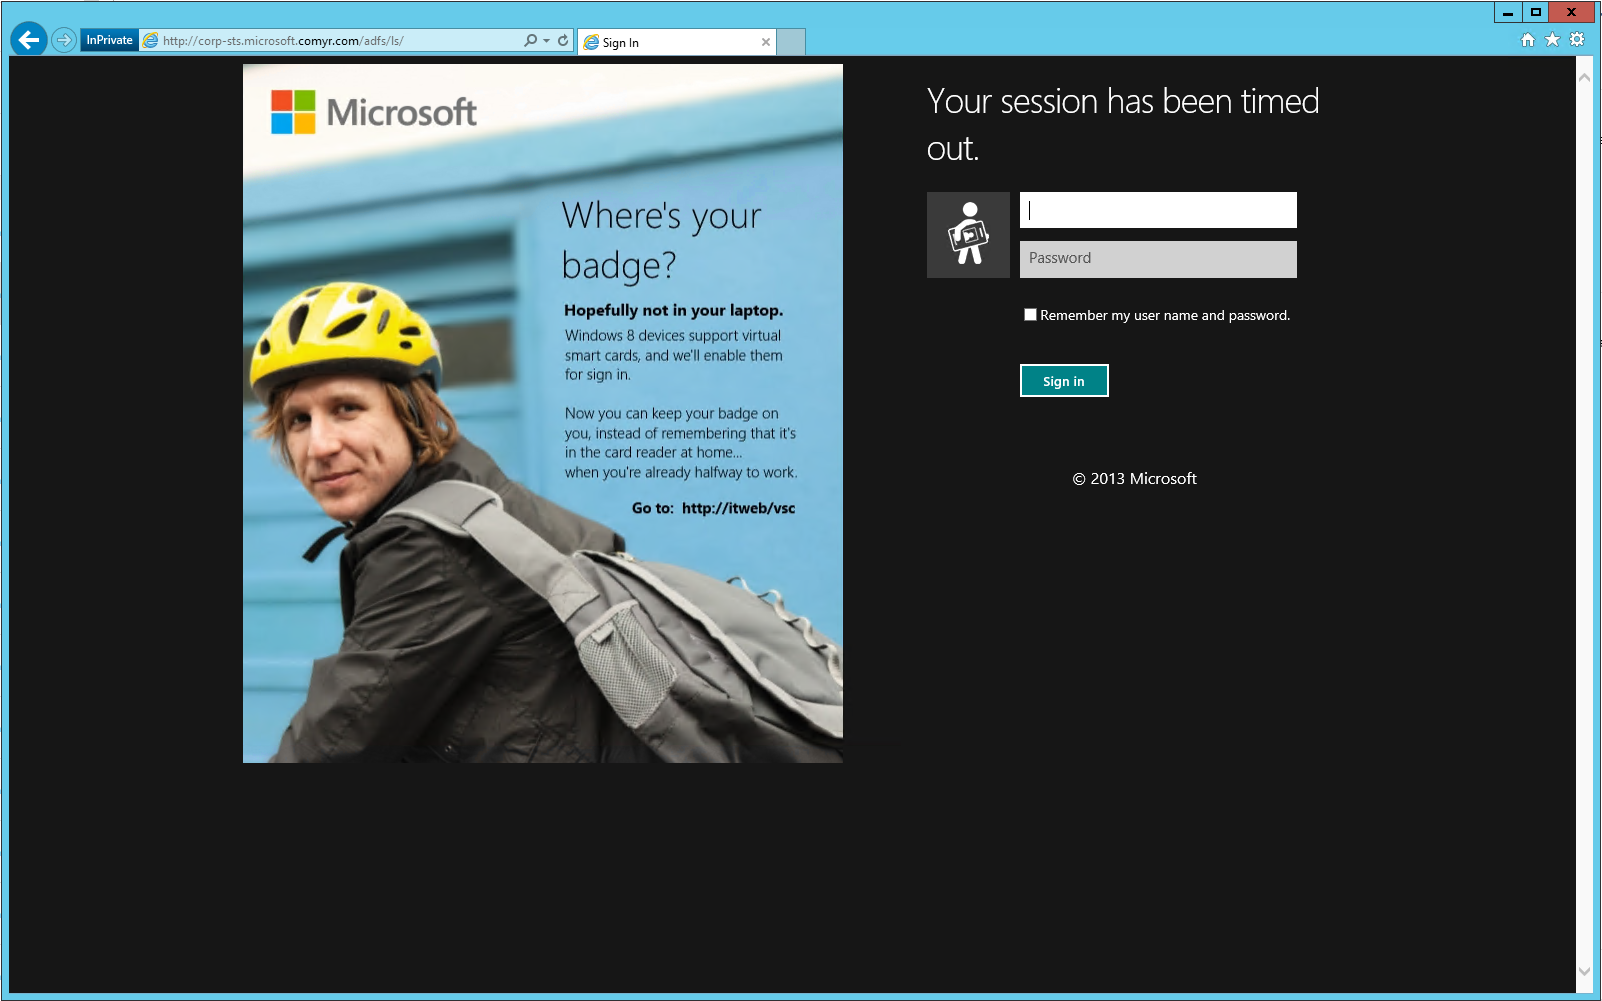 InPrivate
http://corp-sts.microsoft.comyr.com/adfs/ls/
Sign In
Microsoft
Where's your
badge?
Hopefully not in your laptop.
Windows 8 devices support virtual
smart cards, and we'll enable them
for sign in.
Now you can keep your badge on
you, instead of remembering that it's
in the card reader at home...
when you're already halfway to work.
Go to: http://itweb/vsc
Your session has been timed
out.
Password
Remember my user name and password.
Sign in
© 2013 Microsoft